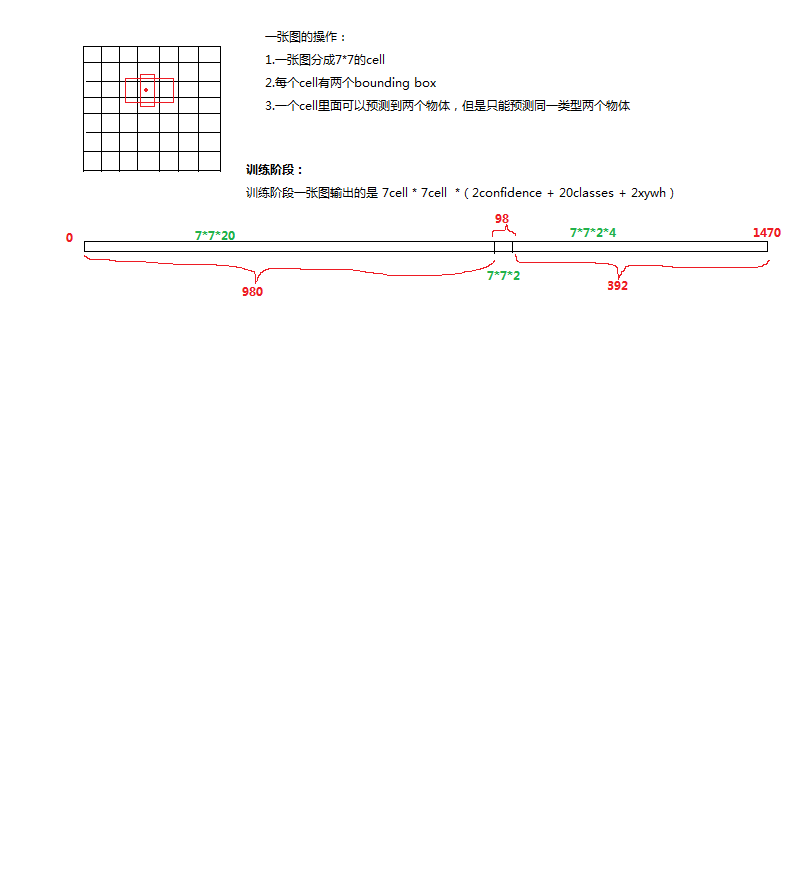 一张图的操作：
1.一张图分成7*7的cell
2.每个cell有两个bounding box
3.一个cell里面可以预测到两个物体，但是只能预测同一类型两个物体
训练阶段：
训练阶段一张图输出的是 7cell * 7cell * ( 2confidence + 20classes + 2xywh )
98
0
7*7*20
7*7*2*4
1470
7*7*2
980
392